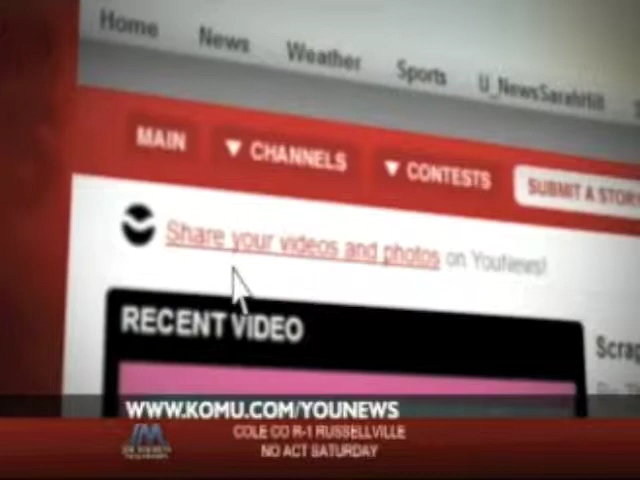 Home News Weather Sports U_NewsSarahHill
MAIN ▼ CHANNELS ▼ CONTESTS SUBMIT A STORY
Share your videos and photos on YouNews!
RECENT VIDEO
Scrap
WWW.KOMU.COM/YOUNEWS
COLE CO R-1 RUSSELLVILLE
NO ACT SATURDAY